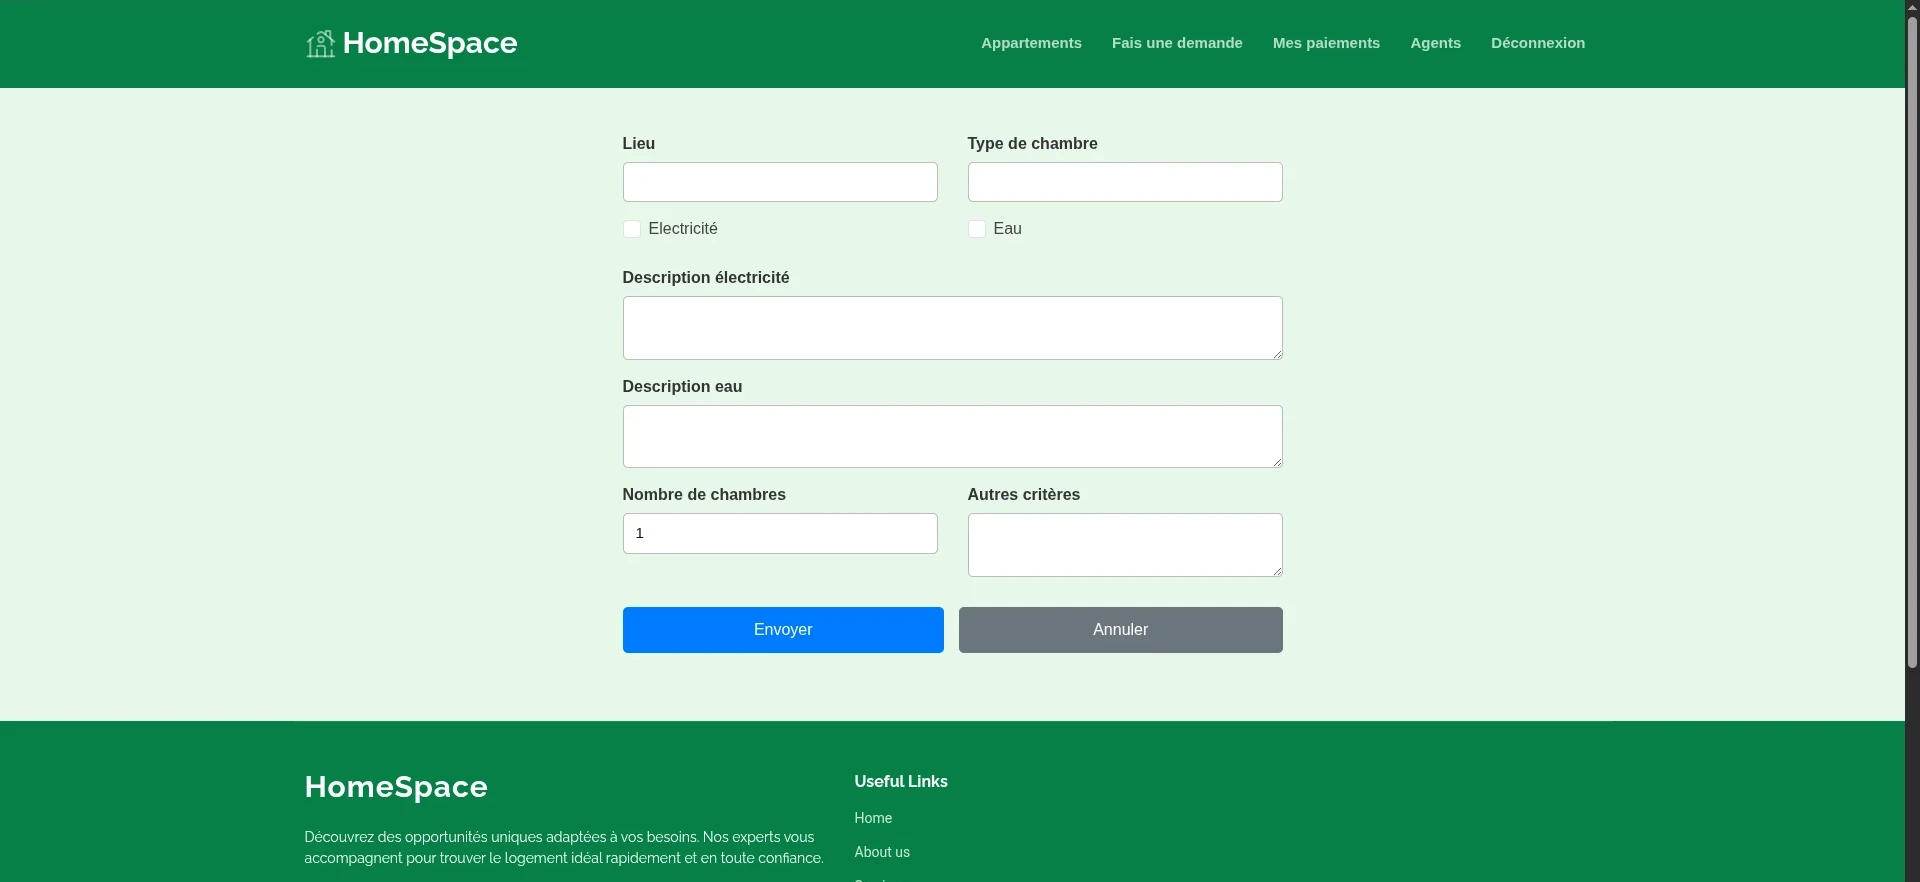 HomeSpace
Appartements Fais une demande Mes paiements Agents Déconnexion
Lieu
Type de chambre
Electricité
Eau
Description électricité
Description eau
Nombre de chambres
1
Autres critères
Envoyer
Annuler
HomeSpace
Découvrez des opportunités uniques adaptées à vos besoins. Nos experts vous
accompagnent pour trouver le logement idéal rapidement et en toute confiance.
Useful Links
Home
About us